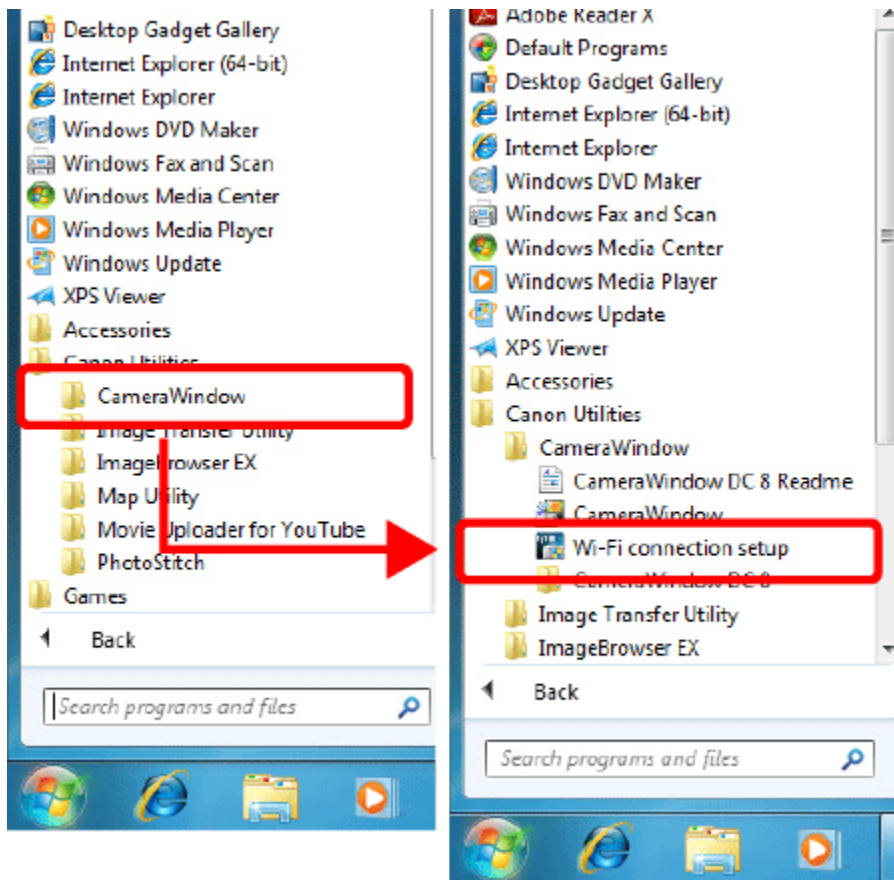 Desktop Gadget Gallery
Internet Explorer (64-bit)
Internet Explorer
Windows DVD Maker
Windows Fax and Scan
Windows Media Center
Windows Media Player
Windows Update
XPS Viewer
Accessories
Canon Utilities
CameraWindow
Image Transfer Utility
ImageBrowser EX
Map Utility
Movie Uploader for YouTube
PhotoStitch
Games
Back
Search programs and files
Adobe Reader X
Default Programs
Desktop Gadget Gallery
Internet Explorer (64-bit)
Internet Explorer
Windows DVD Maker
Windows Fax and Scan
Windows Media Center
Windows Media Player
Windows Update
XPS Viewer
Accessories
Canon Utilities
CameraWindow
CameraWindow DC 8 Readme
CameraWindow
Wi-Fi connection setup
CameraWindow DC 8
Image Transfer Utility
ImageBrowser EX
Back
Search programs and files